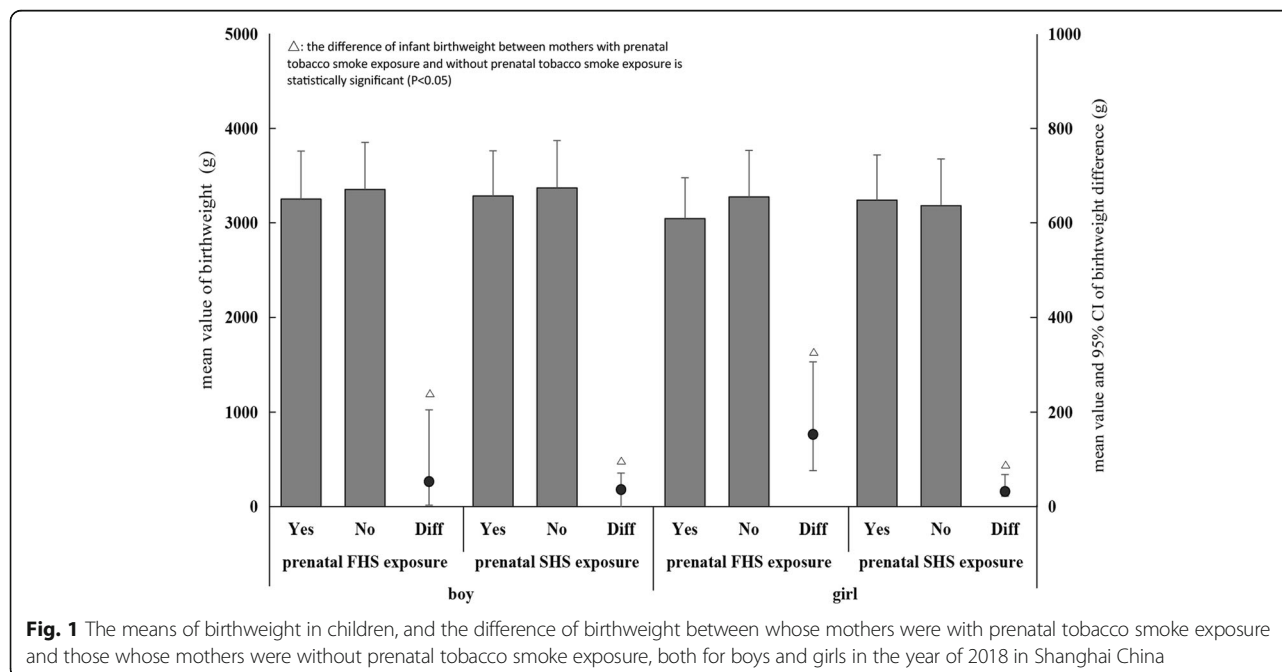 5000
4000
3000
2000
1000
0
mean value of birthweight (g)
△: the difference of infant birthweight between mothers with prenatal
tobacco smoke exposure and without prenatal tobacco smoke exposure is
statistically significant (P<0.05)
1000
800
600
400
200
0
mean value and 95% CI of birhtweight difference (g)
Yes No Diff Yes No Diff Yes No Diff Yes No Diff
prenatal FHS exposure prenatal SHS exposure prenatal FHS exposure prenatal SHS exposure
boy girl
Fig. 1 The means of birthweight in children, and the difference of birthweight between whose mothers were with prenatal tobacco smoke exposure
and those whose mothers were without prenatal tobacco smoke exposure, both for boys and girls in the year of 2018 in Shanghai China